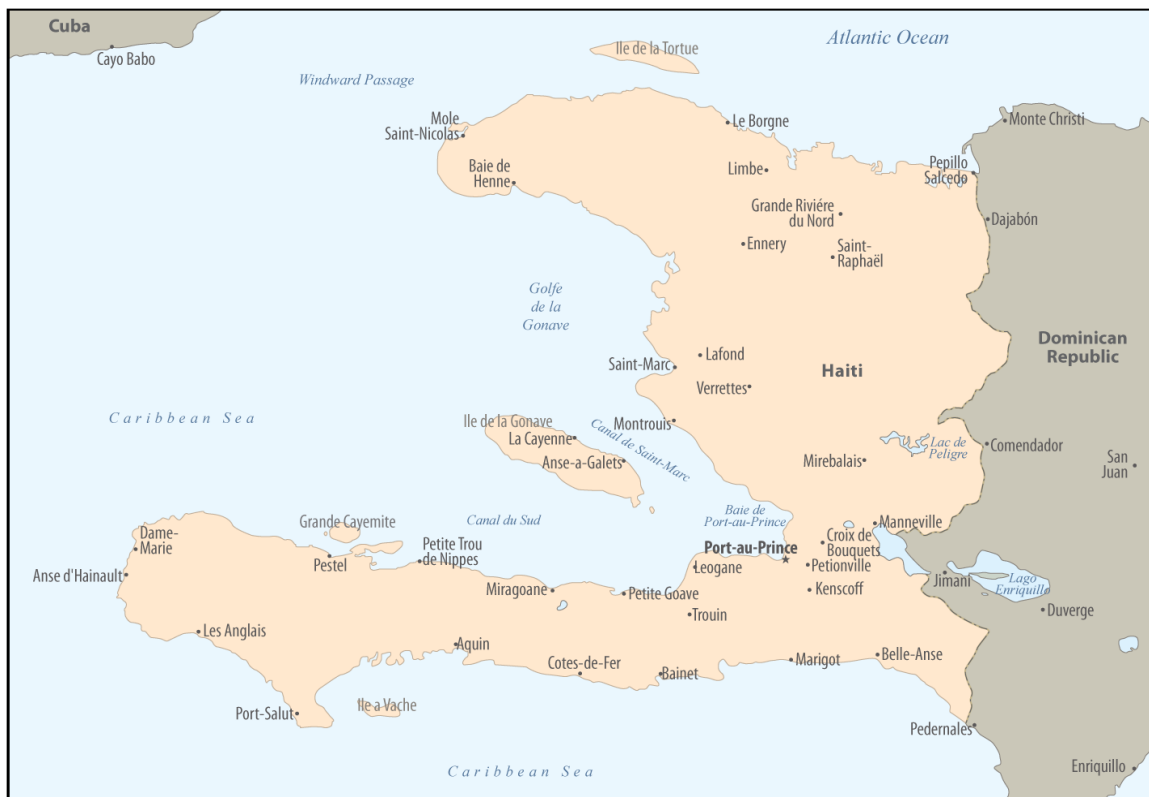 Cuba
Cayo Babo
Ile de la Tortue
Atlantic Ocean
Windward Passage
Mole
Saint-Nicolas
Le Borgne
Monte Christi
Baie de
Henne
Limbe
Pepillo
Salcedo
Grande Riviére
du Nord
Dajabón
Ennery
Saint-
Raphaël
Golfe
de la
Gonave
Dominican
Republic
Lafond
Saint-Marc
Haiti
Verrettes
Caribbean Sea
Ile de la Gonave
Montrouis
La Cayenne
Canal de Saint-Marc
Anse-a-Galets
Mirebalais
Lac de
Peligre
Comendador
San
Juan
Grande Cayemite
Canal du Sud
Baie de
Port-au-Prince
Manneville
Dame-
Marie
Pestel
Petite Trou
de Nippes
Port-au-Prince
Croix de
Bouquets
Anse d'Hainault
Leogane
Petionville
Jimani
Lago
Enriquillo
Miragoane
Petite Goave
Kenscoff
Trouin
Duverge
Les Anglais
Aquin
Cotes-de-Fer
Bainet
Marigot
Belle-Anse
Port-Salut
Ile a Vache
Pedernales
Caribbean Sea
Enriquillo